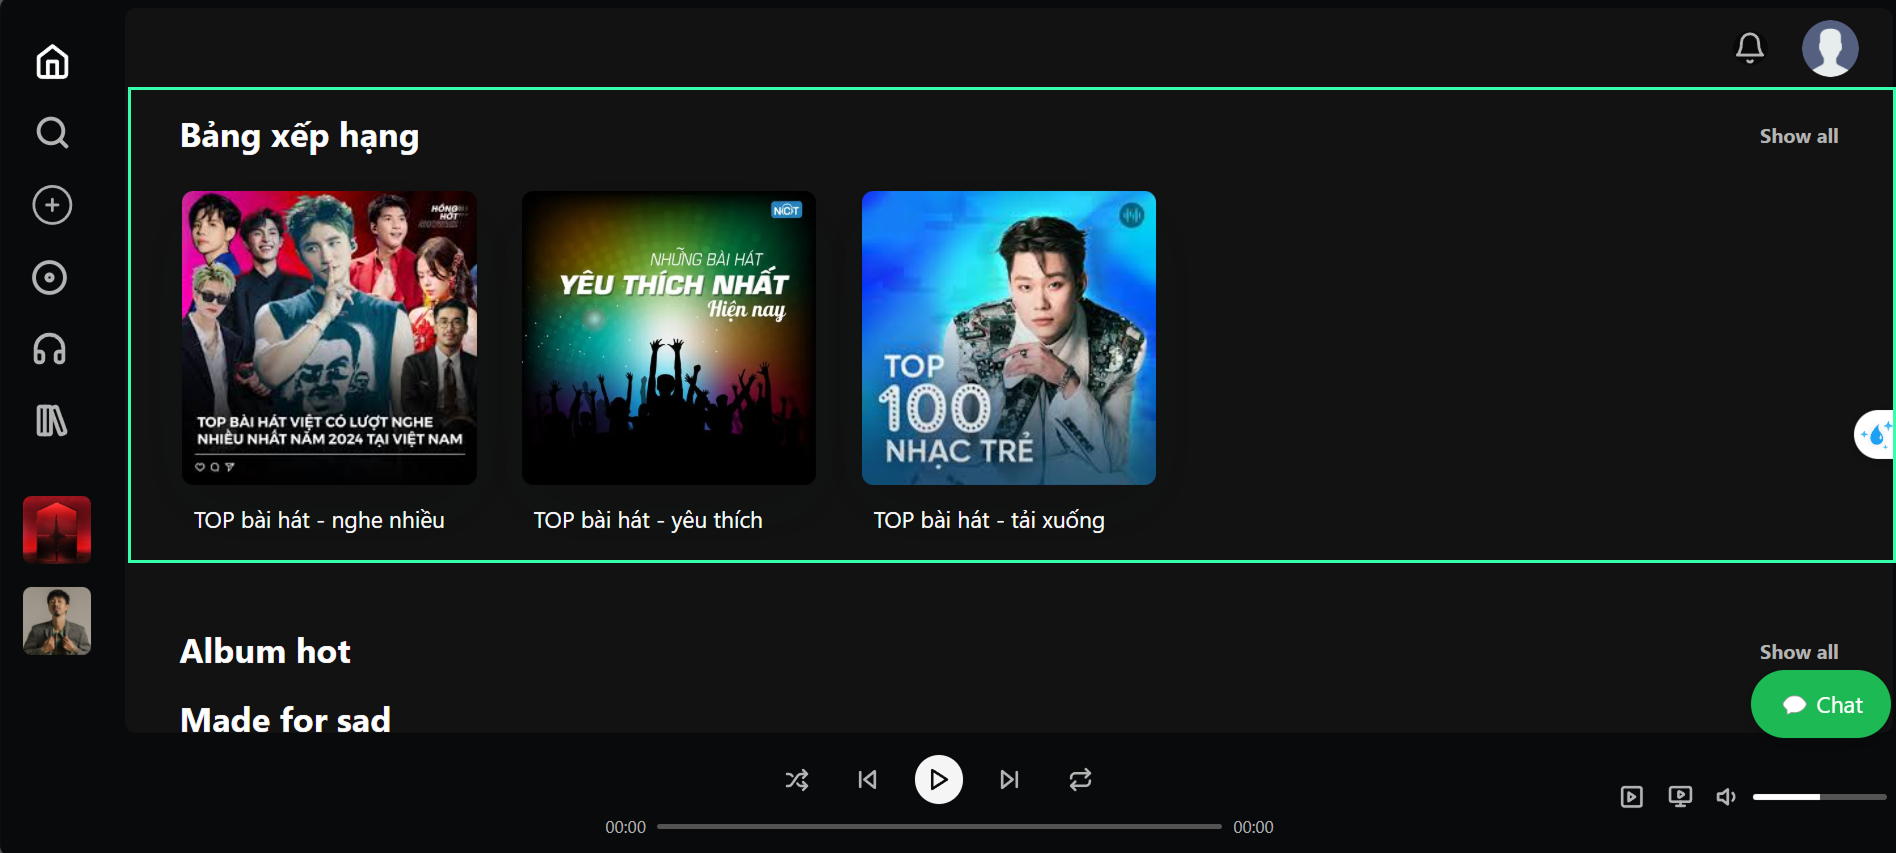 Bảng xếp hạng
Show all
HỒNG
HỐT
NCT
NHỮNG BÀI HÁT
YÊU THÍCH NHẤT
Hiện nay
TOP
100
NHẠC TRẺ
TOP BÀI HÁT VIỆT CÓ LƯỢT NGHE
NHIỀU NHẤT NĂM 2024 TẠI VIỆT NAM
TOP bài hát - nghe nhiều
TOP bài hát - yêu thích
TOP bài hát - tải xuống
Album hot
Show all
Made for sad
Chat
00:00
00:00